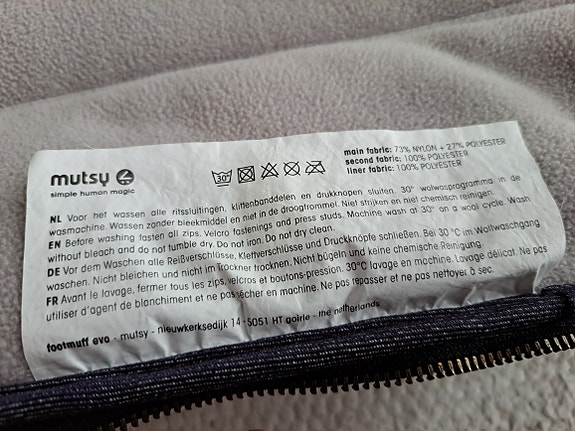 mutsy
simple human magic
30°
main fabric: 73% NYLON + 27% POLYESTER
second fabric: 100% POLYESTER
liner fabric: 100% POLYESTER
NL Voor het wassen alle ritssluitingen, klittenbanddelen en drukknopen sluiten. 30° wolwasprogramma in de
wasmachine. Wassen zonder bleekmiddel en niet in de droogtrommel. Niet strijken en niet chemisch reinigen.
EN Before washing fasten all zips, Velcro fastenings and press studs. Machine wash at 30° on a wool cycle. Wash
without bleach and do not tumble dry. Do not iron. Do not dry clean.
DE Vor dem Waschen alle Reißverschlüsse, Klettverschlüsse und Druckknöpfe schließen. Bei 30 °C im Wollwaschgang
waschen. Nicht bleichen und nicht im Trockner trocknen. Nicht bügeln und keine chemische Reinigung.
FR Avant le lavage, fermer tous les zips, velcros et boutons-pression. 30°C lavage en machine. Lavage délicat. Ne pas
utiliser d'agent de blanchiment et ne pas sécher en machine. Ne pas repasser et ne pas nettoyer à sec.
footmuff evo - mutsy - nieuwkerksedijk 14 - 5051 HT goirle - the netherlands